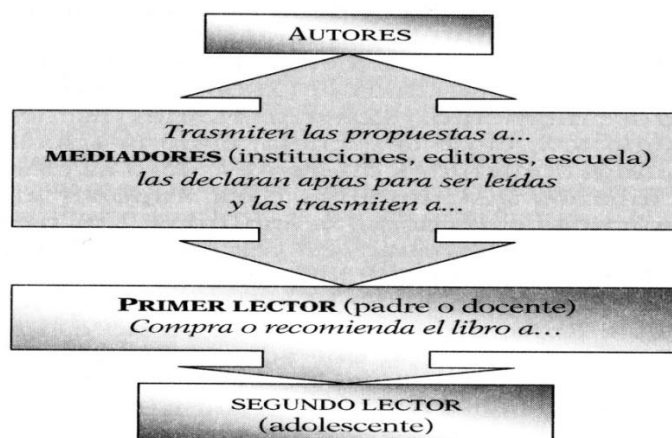 AUTORES
Trasmiten las propuestas a...
MEDIADORES (instituciones, editores, escuela)
las declaran aptas para ser leídas
y las trasmiten a...
PRIMER LECTOR (padre o docente)
Compra o recomienda el libro a...
SEGUNDO LECTOR
(adolescente)